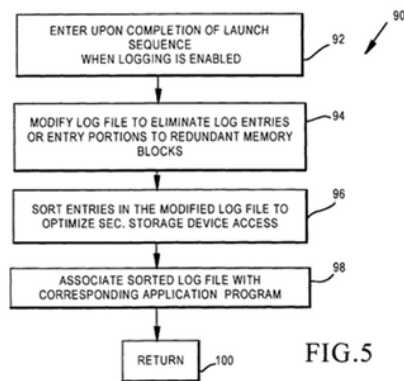 90
ENTER UPON COMPLETION OF LAUNCH
SEQUENCE
WHEN LOGGING IS ENABLED
92
MODIFY LOG FILE TO ELIMINATE LOG ENTRIES
OR ENTRY PORTIONS TO REDUNDANT MEMORY
BLOCKS
94
SORT ENTRIES IN THE MODIFIED LOG FILE TO
OPTIMIZE SEC. STORAGE DEVICE ACCESS
96
ASSOCIATE SORTED LOG FILE WITH
CORRESPONDING APPLICATION PROGRAM
98
RETURN
100
FIG.5